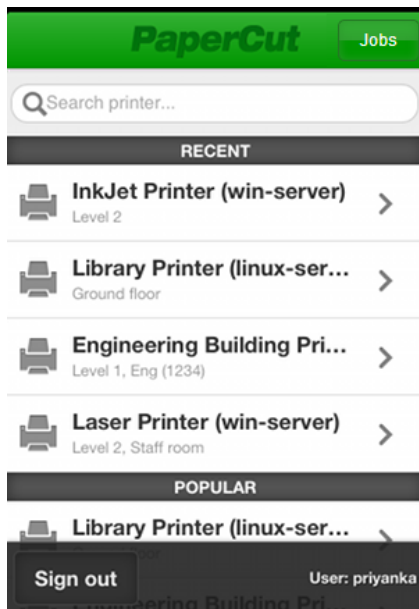 PaperCut
Jobs
Search printer...
RECENT
InkJet Printer (win-server)
Level 2
Library Printer (linux-ser...
Ground floor
Engineering Building Pri...
Level 1, Eng (1234)
Laser Printer (win-server)
Level 2, Staff room
POPULAR
Library Printer (linux-ser...
Sign out
User: priyanka